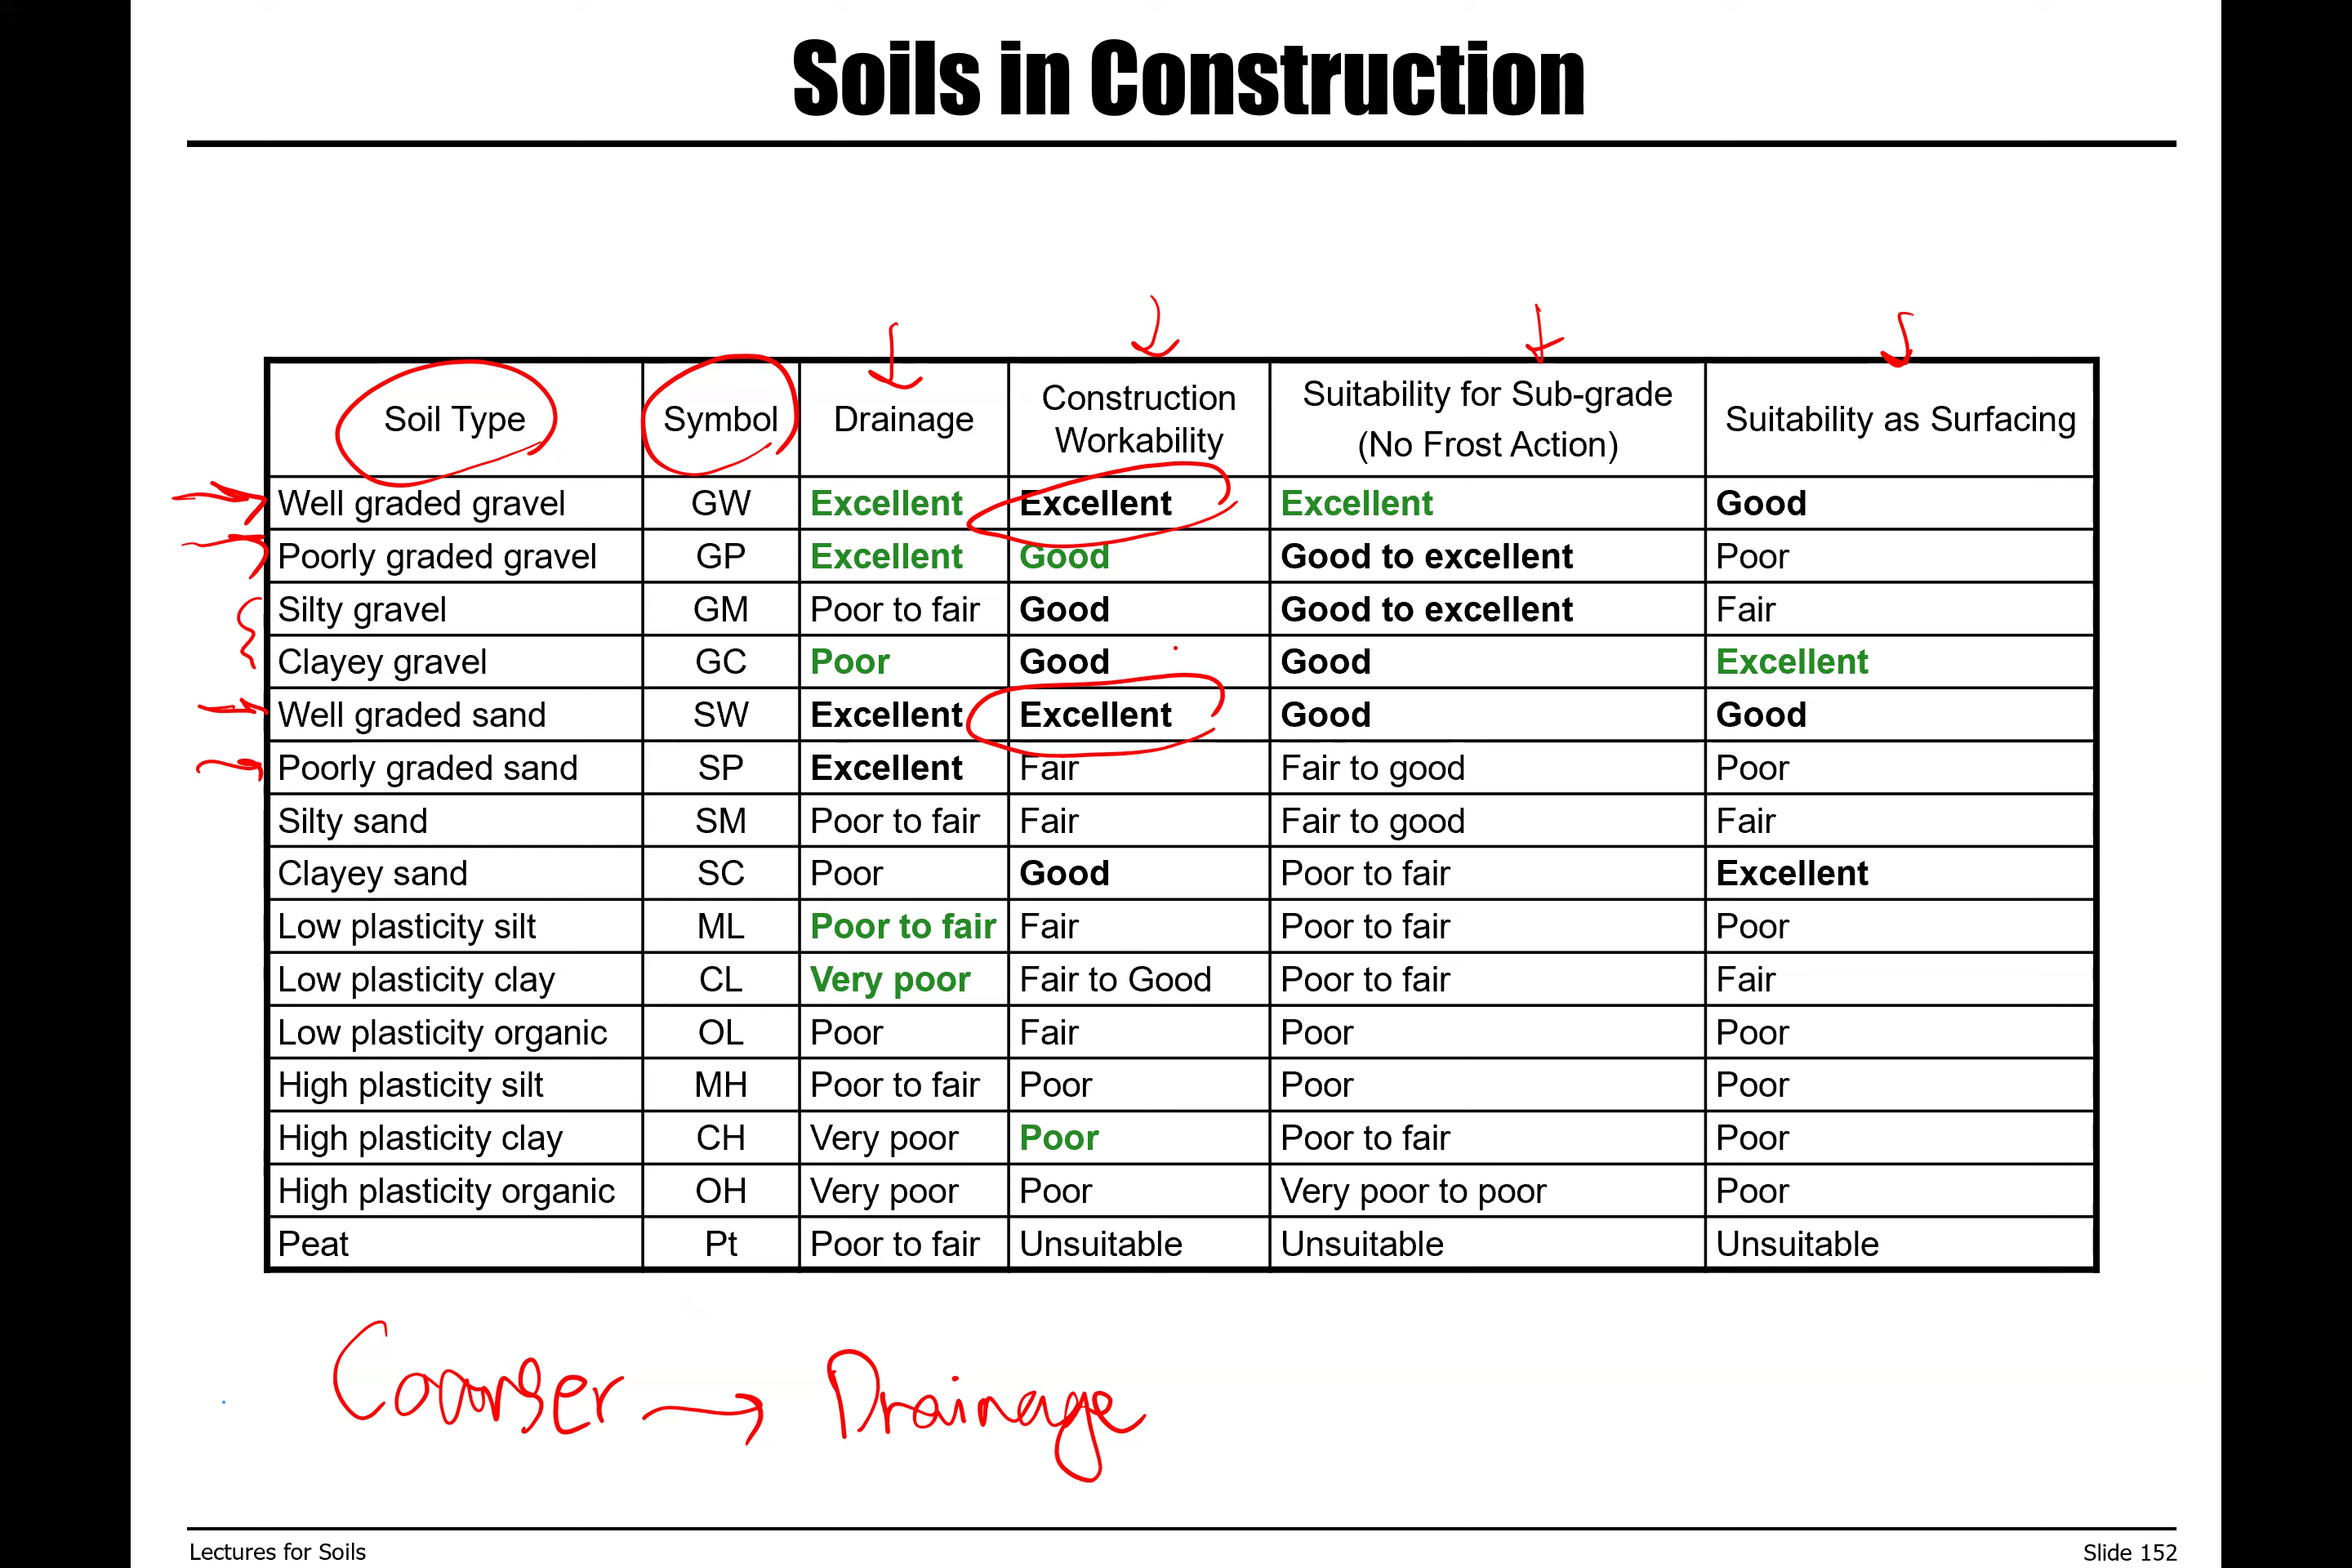 Soils in Construction
Soil Type Symbol Drainage Construction Workability Suitability for Sub-grade (No Frost Action) Suitability as Surfacing
Well graded gravel GW Excellent Excellent Excellent Good
Poorly graded gravel GP Excellent Good Good to excellent Poor
Silty gravel GM Poor to fair Good Good to excellent Fair
Clayey gravel GC Poor Good Good Excellent
Well graded sand SW Excellent Excellent Good Good
Poorly graded sand SP Excellent Fair Fair to good Poor
Silty sand SM Poor to fair Fair Fair to good Fair
Clayey sand SC Poor Good Poor to fair Excellent
Low plasticity silt ML Poor to fair Fair Poor to fair Poor
Low plasticity clay CL Very poor Fair to Good Poor to fair Fair
Low plasticity organic OL Poor Fair Poor Poor
High plasticity silt MH Poor to fair Poor Poor Poor
High plasticity clay CH Very poor Poor Poor to fair Poor
High plasticity organic OH Very poor Poor Very poor to poor Poor
Peat Pt Poor to fair Unsuitable Unsuitable Unsuitable
Coarser → Drainage
Lectures for Soils Slide 152